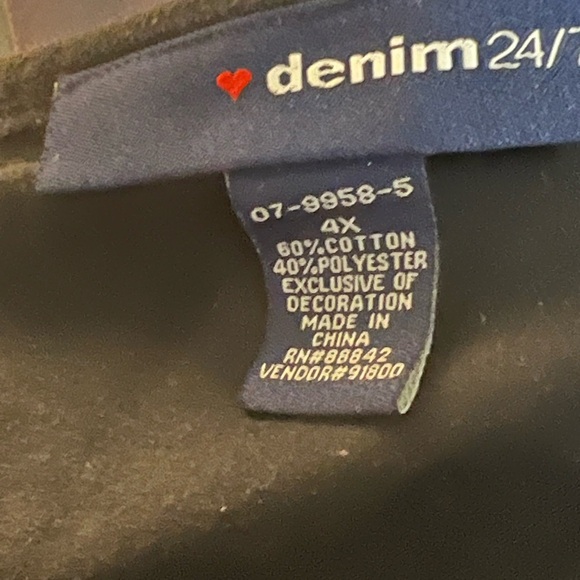 denim 24/7
07-9958-5
4X
60%COTTON
40%POLYESTER
EXCLUSIVE OF
DECORATION
MADE IN
CHINA
RN#88842
VENDOR#91800